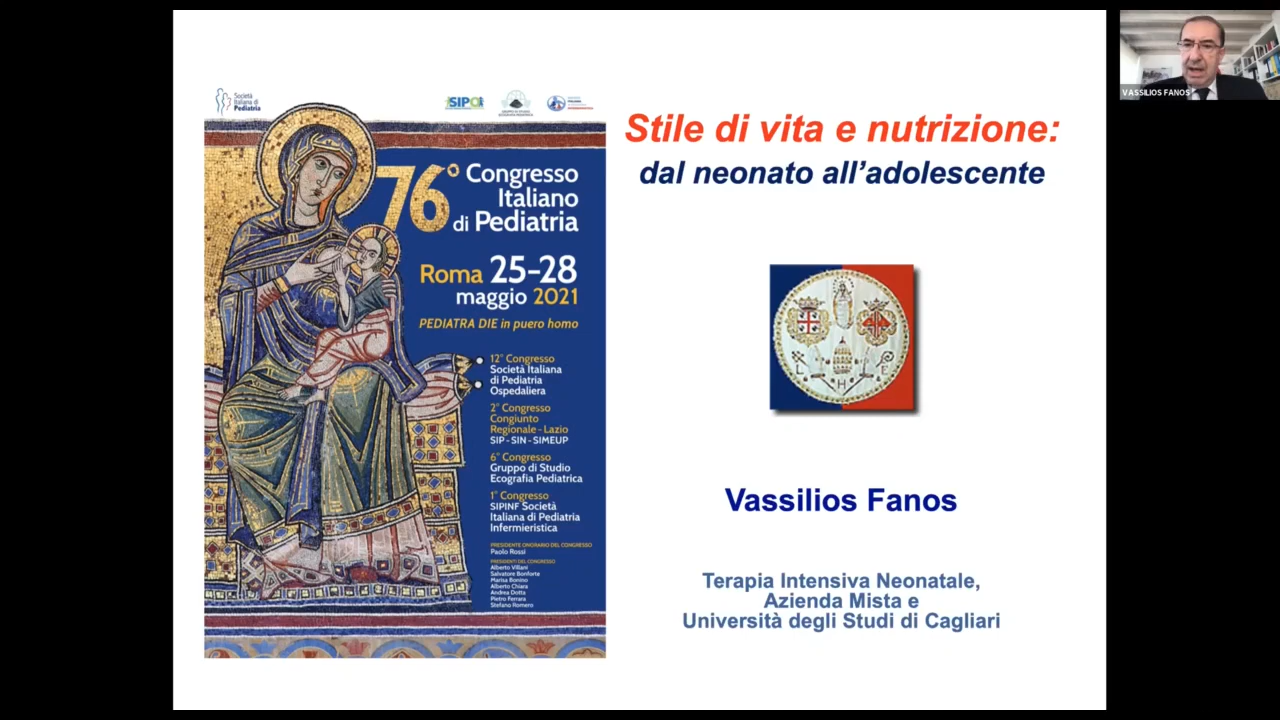 Società
Italiana di
Pediatria
SIPO
76° Congresso
Italiano
di Pediatria
Roma 25-28
maggio 2021
PEDIATRA DIE in puero homo
12° Congresso
Società Italiana
di Pediatria
Ospedaliera
2° Congresso
Congiunto
Regionale - Lazio
SIP - SIN - SIMEUP
6° Congresso
Gruppo di Studio
Ecografia Pediatrica
1° Congresso
SIPINF Società
Italiana di Pediatria
Infermieristica
PRESIDENTE ONORARIO DEL CONGRESSO
Paolo Rossi
PRESIDENTI DEL CONGRESSO
Alberto Villani
Salvatore Bonforte
Marisa Bonino
Alberto Chiara
Andrea Dotta
Pietro Ferrara
Stefano Romero
Stile di vita e nutrizione:
dal neonato all’adolescente
L H E
Vassilios Fanos
Terapia Intensiva Neonatale,
Azienda Mista e
Università degli Studi di Cagliari
VASSILIOS FANOS